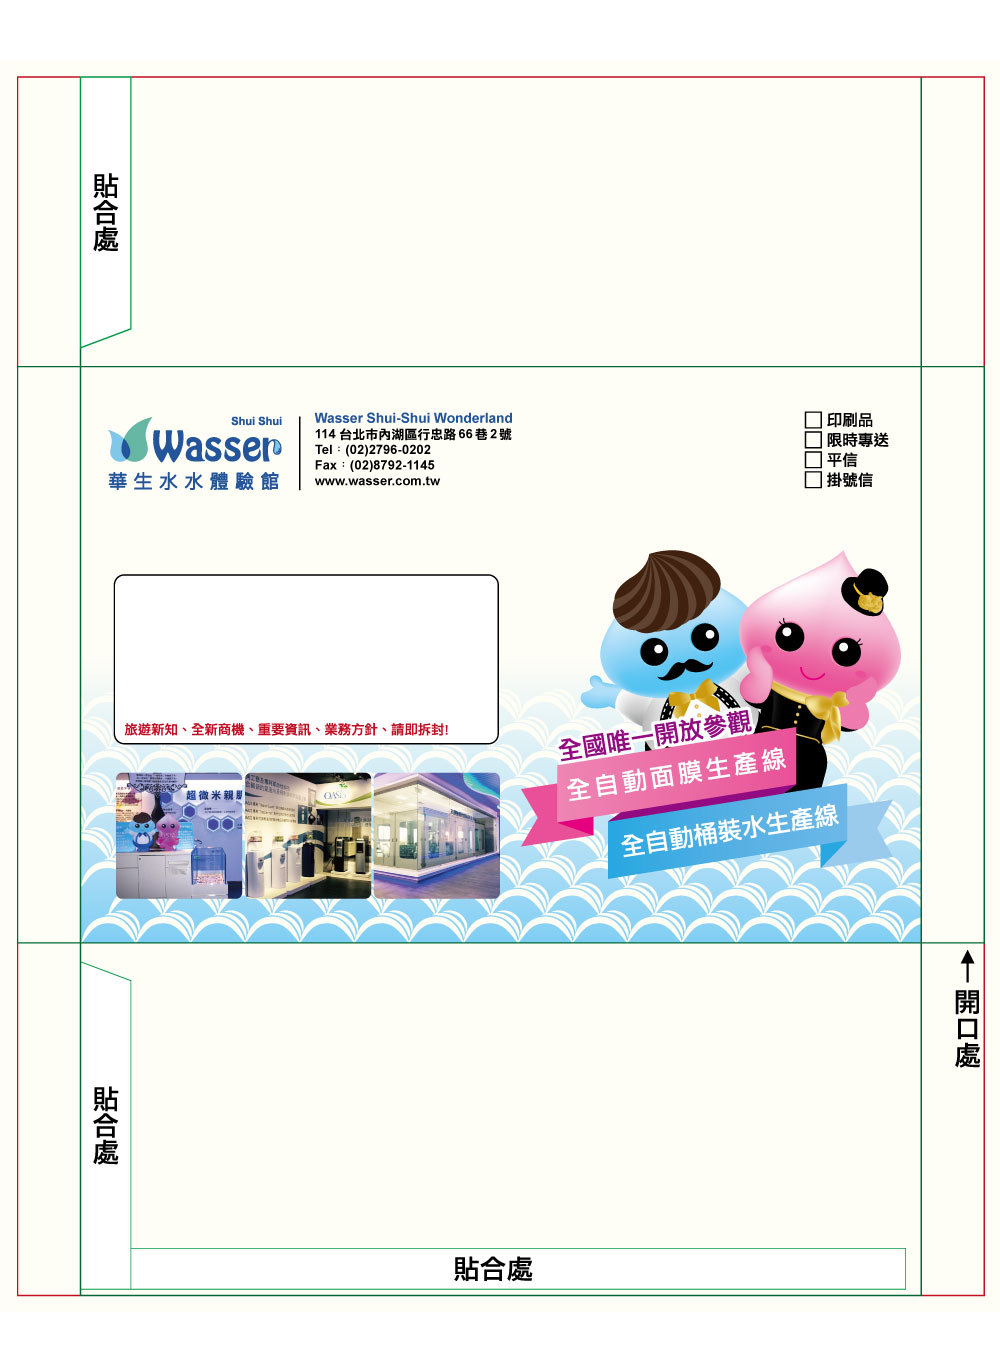 貼合處
Shui Shui
Wasser
華生水水體驗館
Wasser Shui-Shui Wonderland
114 台北市內湖區行忠路66巷2號
Tel：(02)2796-0202
Fax：(02)8792-1145
www.wasser.com.tw
印刷品
限時專送
平信
掛號信
旅遊新知、全新商機、重要資訊、業務方針、請即拆封!
超微米親膚
OASIS
全國唯一開放參觀
全自動面膜生產線
全自動桶裝水生產線
開口處
貼合處
貼合處